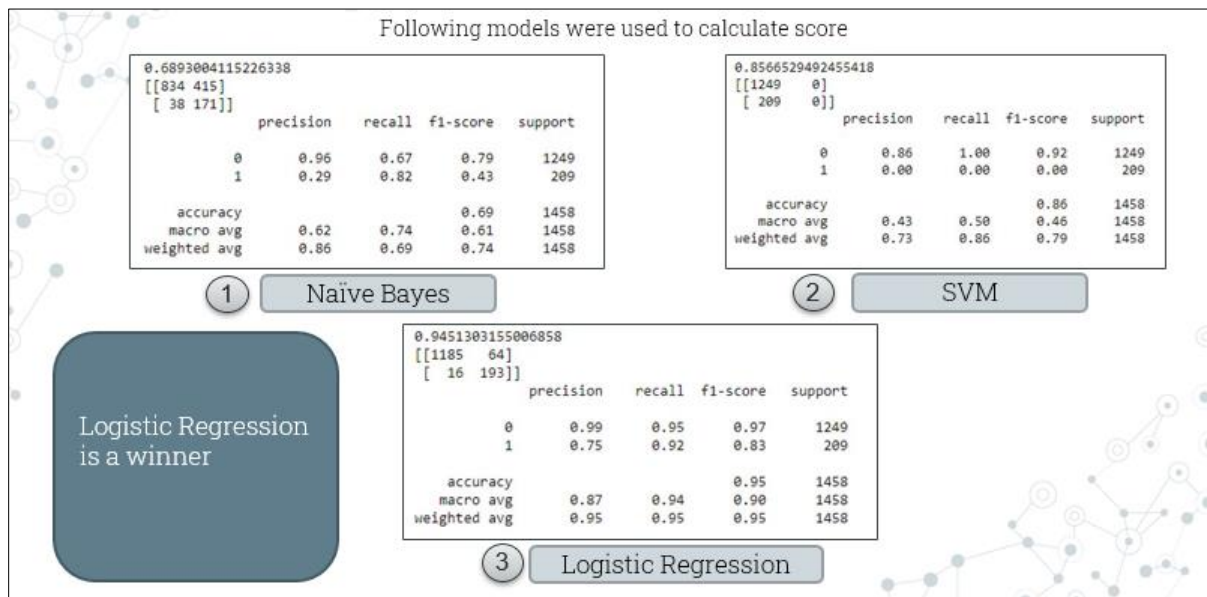 Following models were used to calculate score
0.6893004115226338
[[834 415]
[ 38 171]]
precision recall f1-score support
0 0.96 0.67 0.79 1249
1 0.29 0.82 0.43 209
accuracy 0.69 1458
macro avg 0.62 0.74 0.61 1458
weighted avg 0.86 0.69 0.74 1458
1 Naïve Bayes
0.8566529492455418
[[1249 0]
[ 209 0]]
precision recall f1-score support
0 0.86 1.00 0.92 1249
1 0.00 0.00 0.00 209
accuracy 0.86 1458
macro avg 0.43 0.50 0.46 1458
weighted avg 0.73 0.86 0.79 1458
2 SVM
Logistic Regression
is a winner
0.9451303155006858
[[1185 64]
[ 16 193]]
precision recall f1-score support
0 0.99 0.95 0.97 1249
1 0.75 0.92 0.83 209
accuracy 0.95 1458
macro avg 0.87 0.94 0.90 1458
weighted avg 0.95 0.95 0.95 1458
3 Logistic Regression